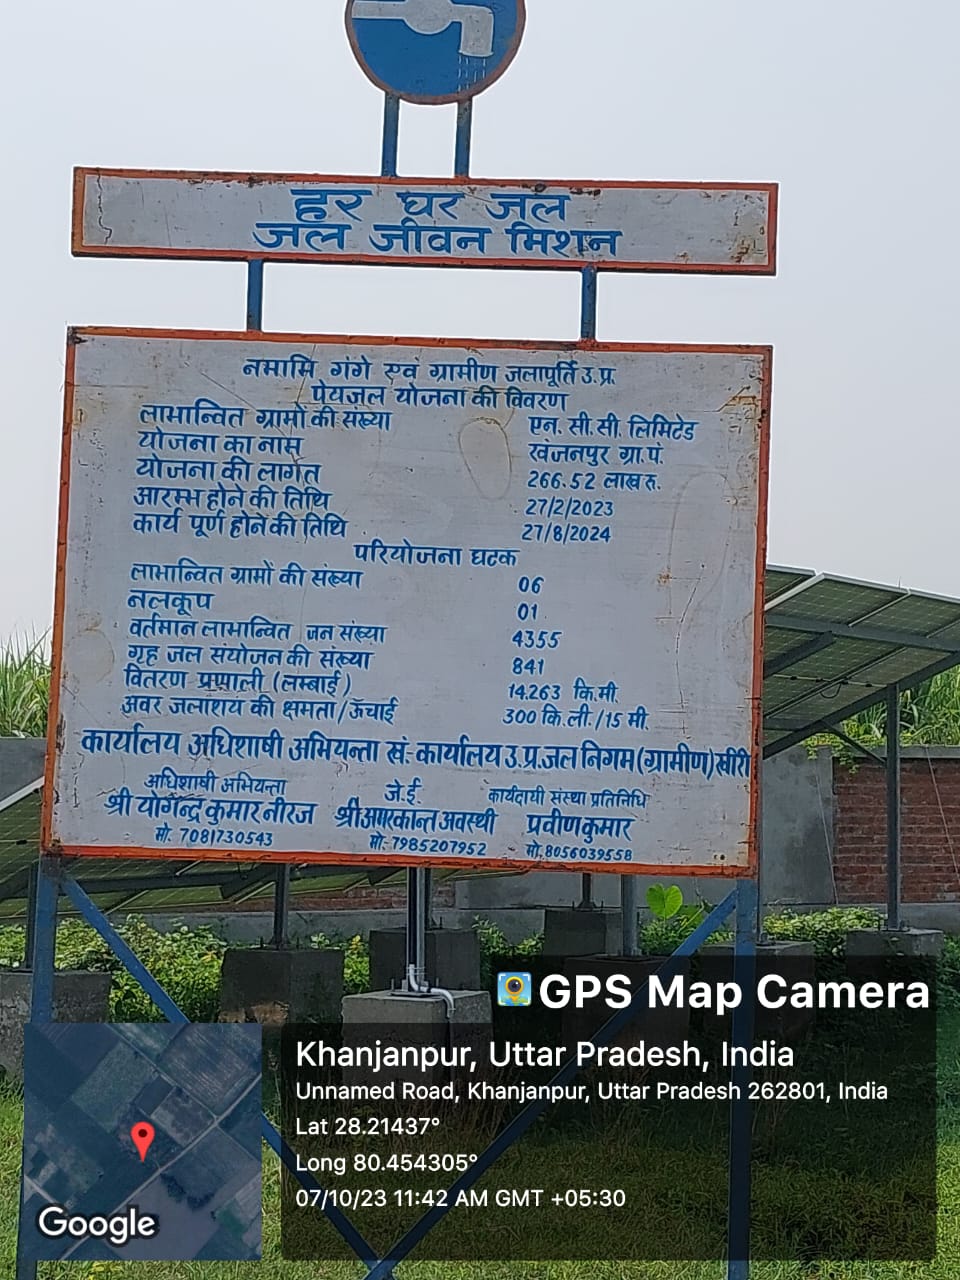 हर घर जल
जल जीवन मिशन
नमामि गंगे एवं ग्रामीण जलापूर्ति उ.प्र.
पेयजल योजना की विवरण
लाभान्वित ग्रामों की संख्या एन. सी.सी. लिमिटेड
योजना का नाम खंजनपुर ग्रा.पं.
योजना की लागत 266.52 लाख रु.
आरम्भ होने की तिथि 27/2/2023
कार्य पूर्ण होने की तिथि 27/8/2024
परियोजना घटक
लाभान्वित ग्रामों की संख्या 06
नलकूप 01
वर्तमान लाभान्वित जन संख्या 4355
गृह जल संयोजन की संख्या 841
वितरण प्रणाली (लम्बाई) 14.263 कि.मी.
अवर जलाशय की क्षमता/ऊँचाई 300 कि.ली./15 मी.
कार्यालय अधिशाषी अभियन्ता खं.-कार्यालय उ.प्र.जल निगम(ग्रामीण)खीरी
अधिशाषी अभियन्ता जे.ई. कार्यदायी संस्था प्रतिनिधि
श्री योगेन्द्र कुमार नीरज श्री अमरकान्त अवस्थी प्रवीण कुमार
मो. 7081730543 मो.-7985207952 मो.8056039558
GPS Map Camera
Khanjanpur, Uttar Pradesh, India
Unnamed Road, Khanjanpur, Uttar Pradesh 262801, India
Lat 28.21437°
Long 80.454305°
07/10/23 11:42 AM GMT +05:30
Google